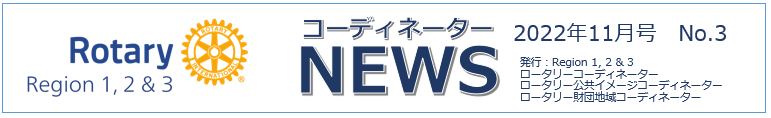 Rotary
ROTARY
INTERNATIONAL
Region 1, 2 & 3
コーディネーター
NEWS
2022年11月号 No.3
発行：Region 1, 2 & 3
ロータリーコーディネーター
ロータリー公共イメージコーディネーター
ロータリー財団地域コーディネーター